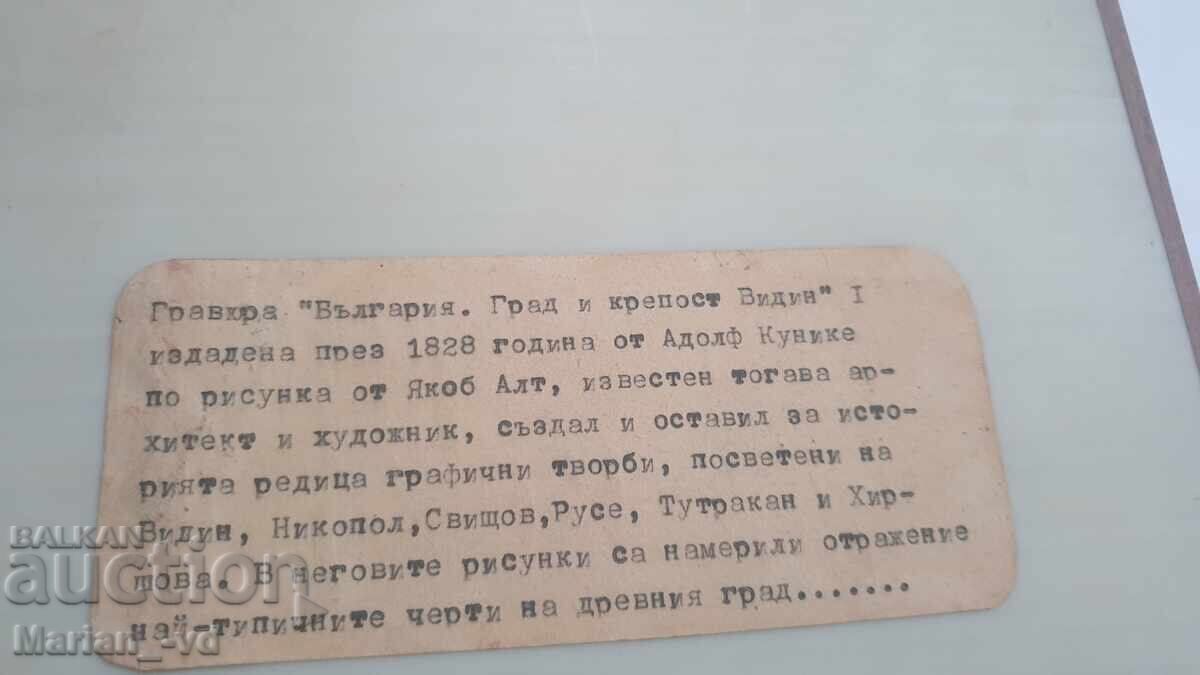 Гравюра "България. Град и крепост Видин" I
издадена през 1828 година от Адолф Кунике
по рисунка от Якоб Алт, известен тогава ар-
хитект и художник, създал и оставил за исто-
рията редица графични творби, посветени на
Видин, Никопол,Свищов,Русе, Тутракан и Хир-
шова. В неговите рисунки са намерили отражение
най-типичните черти на древния град.......
BALKAN
auction
Marian_-vd